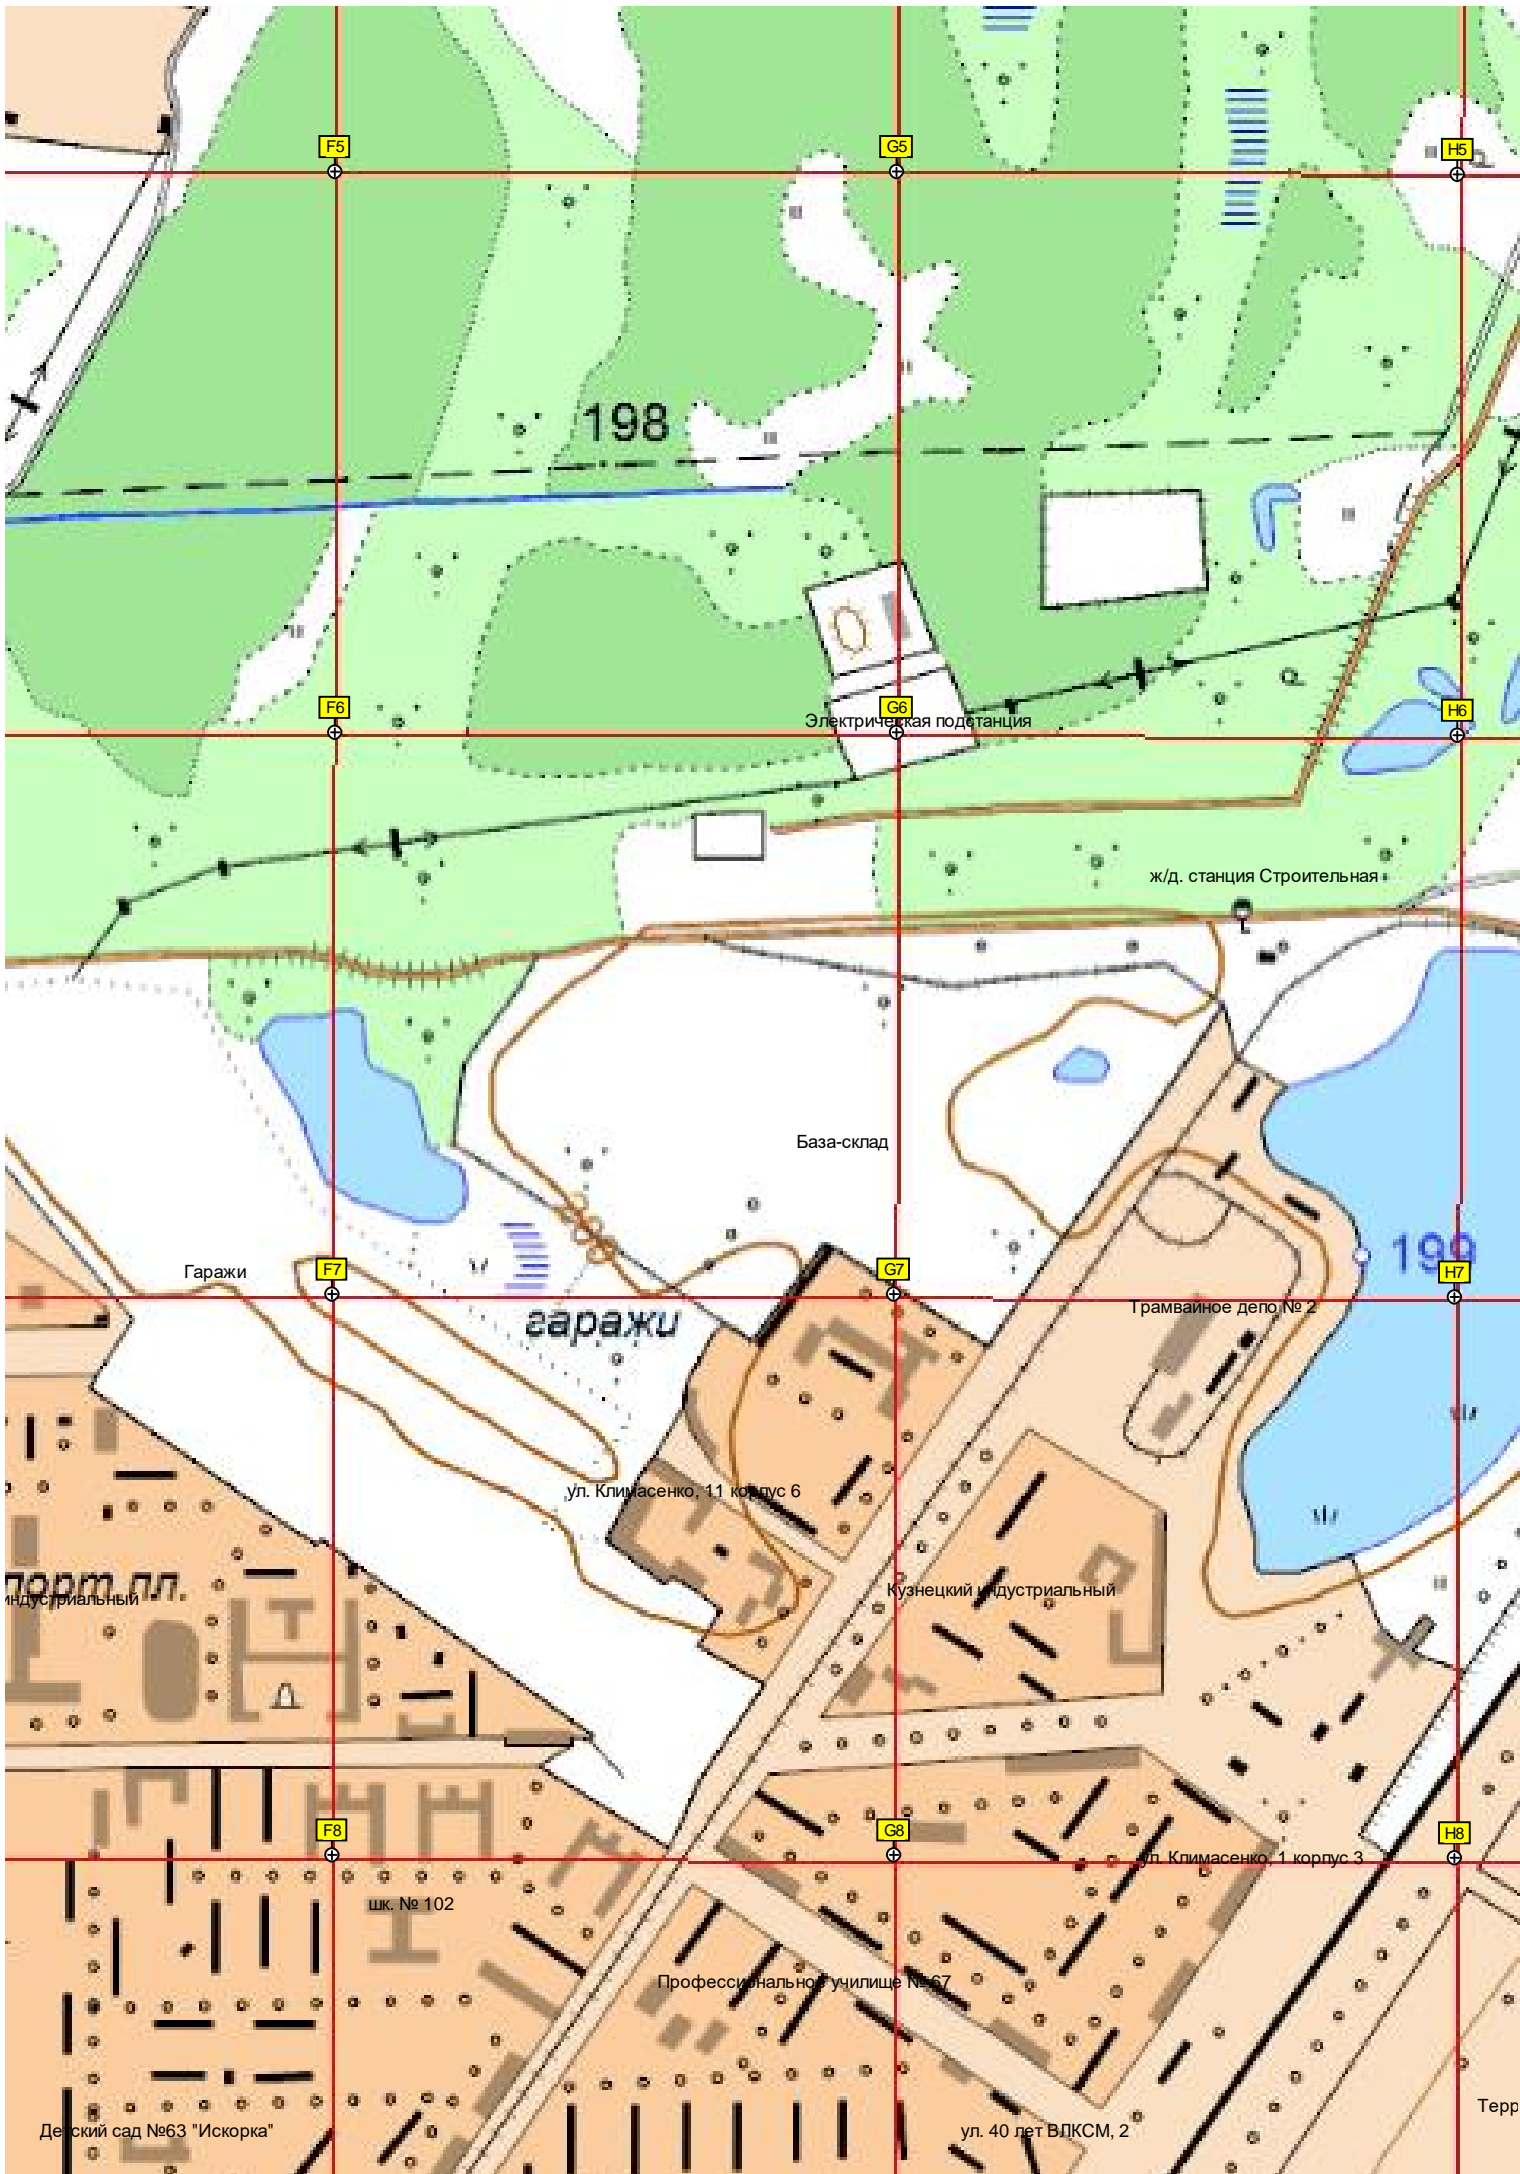 F5
G5
H5
198
F6
G6
H6
Электрическая подстанция
ж/д. станция Строительная
База-склад
199
Гаражи
F7
G7
H7
гаражи
Трамвайное депо № 2
ул. Климасенко, 11 корпус 6
порт.пл.
индустриальный
Кузнецкий индустриальный
F8
G8
H8
ул. Климасенко, 1 корпус 3
шк. № 102
Профессиональное училище № 67
Терр
Детский сад №63 "Искорка"
ул. 40 лет ВЛКСМ, 2